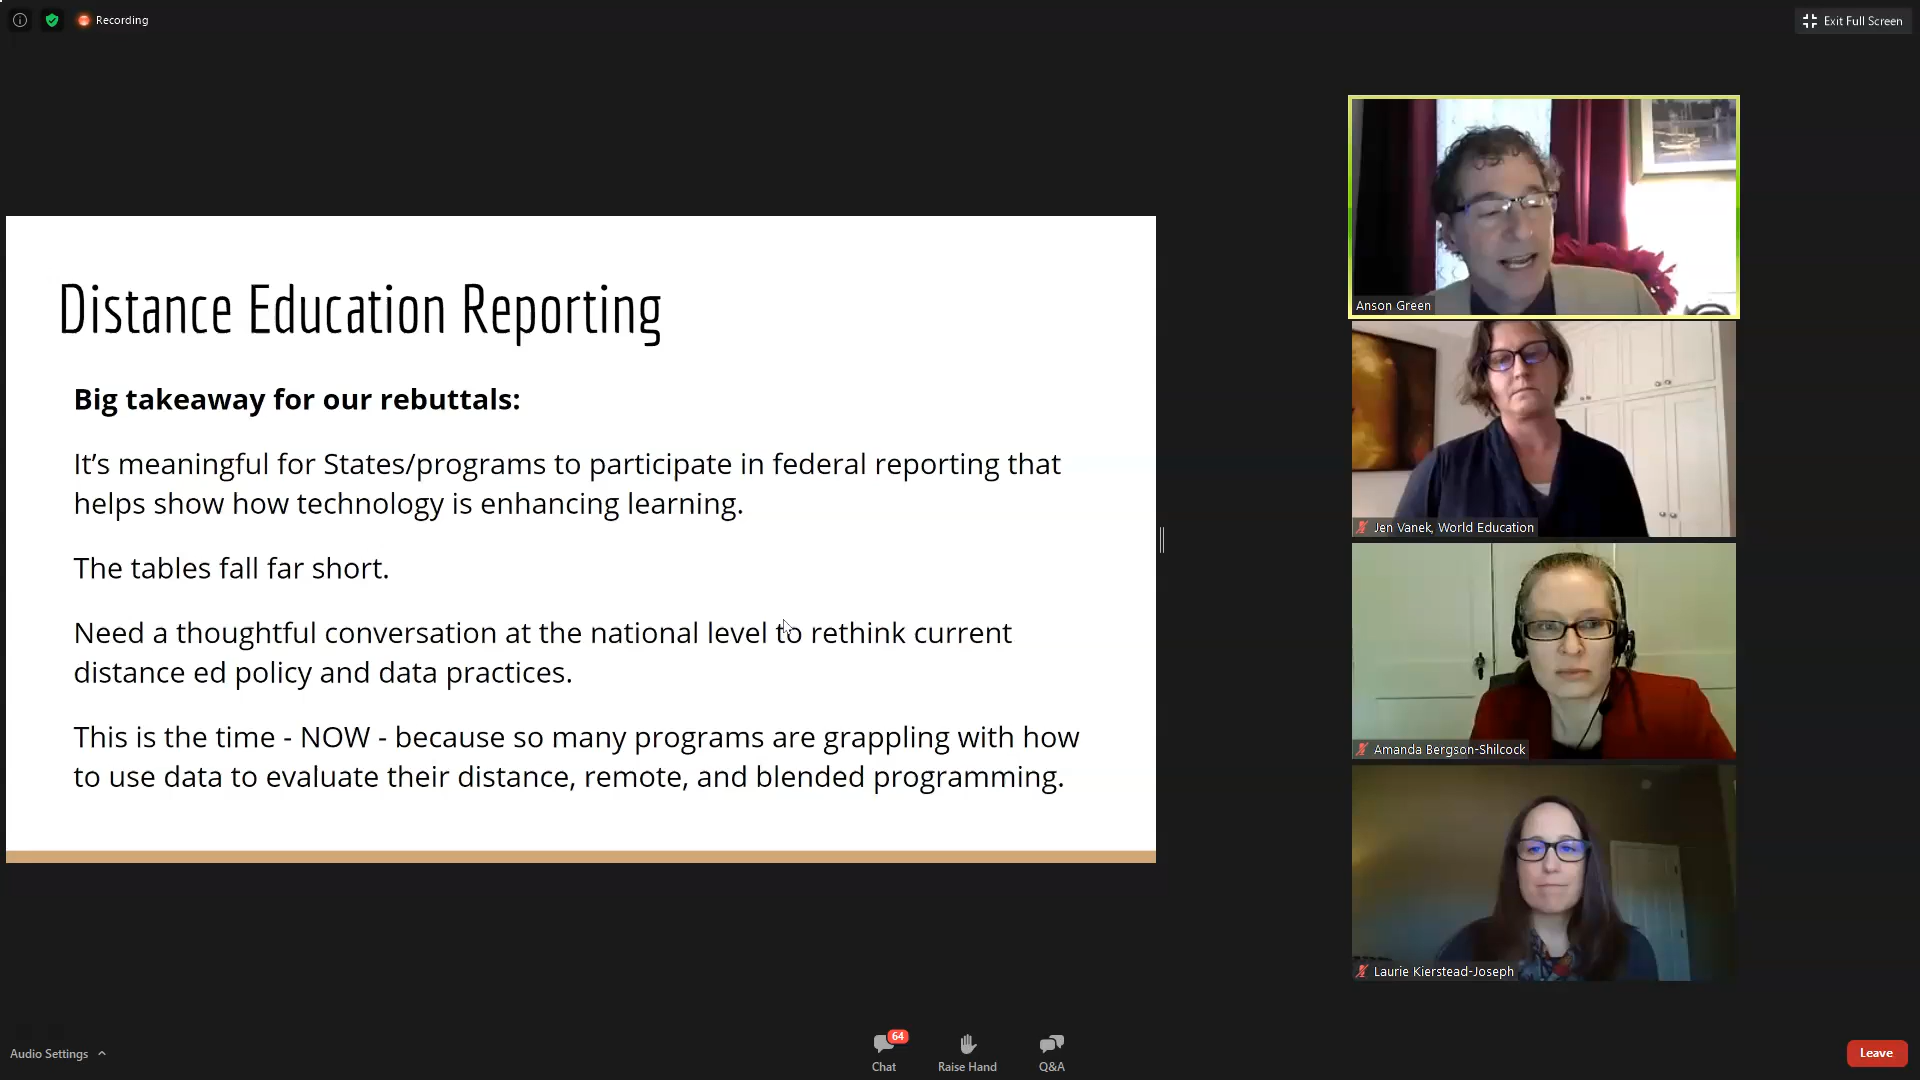 Recording
Exit Full Screen
Distance Education Reporting
Big takeaway for our rebuttals:
It’s meaningful for States/programs to participate in federal reporting that
helps show how technology is enhancing learning.
The tables fall far short.
Need a thoughtful conversation at the national level to rethink current
distance ed policy and data practices.
This is the time - NOW - because so many programs are grappling with how
to use data to evaluate their distance, remote, and blended programming.
Anson Green
Jen Vanek, World Education
Amanda Bergson-Shilcock
Laurie Kierstead-Joseph
Audio Settings
64
Chat
Raise Hand
Q&A
Leave